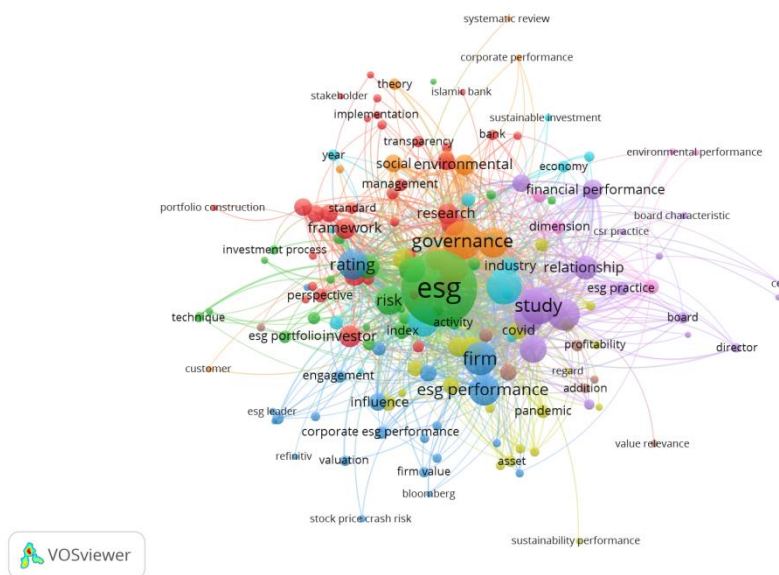 systematic review
corporate performance
theory
islamic bank
stakeholder
implementation
sustainable investment
transparency
bank
year
social
environmental
economy
environmental performance
management
financial performance
portfolio construction
standard
research
board characteristic
framework
dimension
csr practice
governance
investment process
rating
industry
relationship
ce
perspective
esg
risk
esg practice
technique
study
index
activity
board
esg portfolio
investor
covid
profitability
director
customer
firm
regard
engagement
esg performance
addition
esg leader
influence
pandemic
corporate esg performance
value relevance
refinitiv
valuation
firm value
asset
bloomberg
stock price crash risk
sustainability performance
VOSviewer